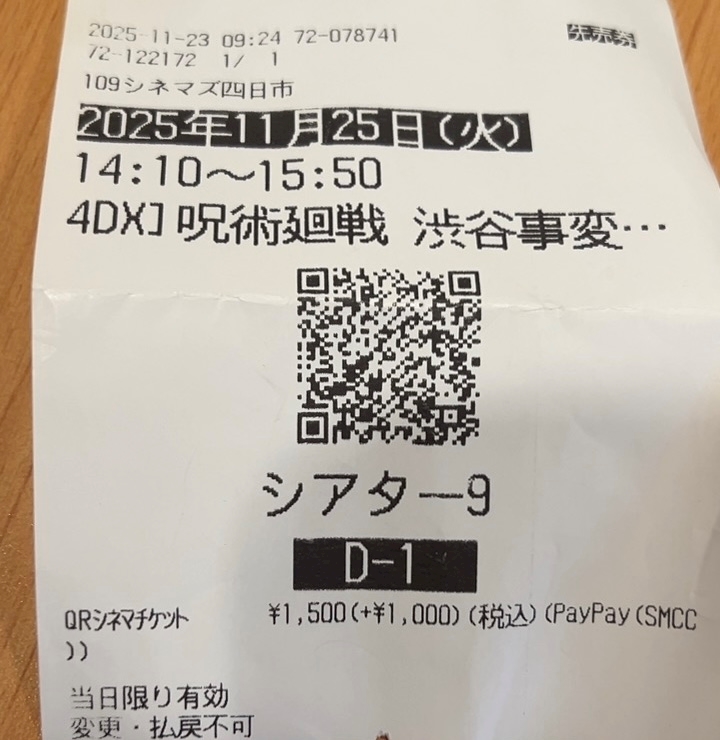 2025-11-23 09:24 72-078741 先売券
72-122172 1/ 1
109シネマズ四日市
2025年11月25日(火)
14:10〜15:50
4DX] 呪術廻戦 渋谷事変…
シアター9
D-1
QRシネマチケット ¥1,500(+¥1,000)(税込)(PayPay(SMCC
))
当日限り有効
変更・払戻不可